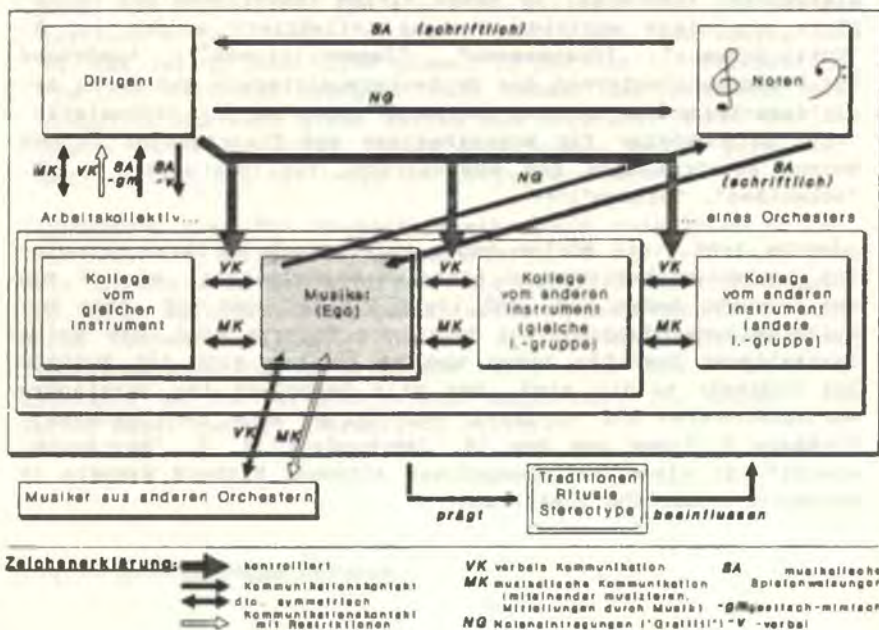 SA
(schriftlich)
Dirigent
Noten
NG
MK
VK
SA
-gm
SA
-v
NG
SA
(schriftlich)
Arbeitskollektiv...
... eines Orchesters
Kollege
vom
gleichen
Instrument
VK
MK
Musiker
(Ego)
VK
MK
Kollege
vom anderen
Instrument
(gleiche
I.-gruppe)
VK
MK
Kollege
vom anderen
Instrument
(andere
I.-gruppe)
VK
MK
Musiker aus anderen Orchestern
prägt
Traditionen
Rituale
Stereotype
beeinflussen
Zeichenerklärung:
kontrolliert
Kommunikationskontakt
dto., symmetrisch
Kommunikationskontakt
mit Restriktionen
VK verbale Kommunikation
MK musikalische Kommunikation
(miteinander musizieren,
Mitteilungen durch Musik)
NG Noteneintragungen ("Graffiti")
SA musikalische
Spielanweisungen
-gm gestisch-mimisch
-v -verbal